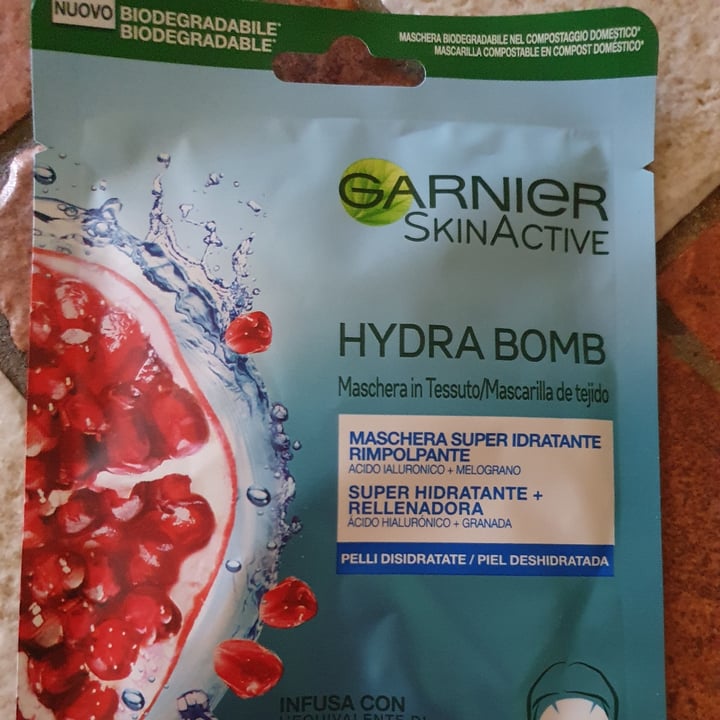 NUOVO
BIODEGRADABILE*
BIODEGRADABLE*
MASCHERA BIODEGRADABILE NEL COMPOSTAGGIO DOMESTICO*
MASCARILLA COMPOSTABLE EN COMPOST DOMÉSTICO*
GARNIER
SKINACTIVE
HYDRA BOMB
Maschera in Tessuto/Mascarilla de tejido
MASCHERA SUPER IDRATANTE
RIMPOLPANTE
ACIDO IALURONICO + MELOGRANO
SUPER HIDRATANTE +
RELLENADORA
ÁCIDO HIALURÓNICO + GRANADA
PELLI DISIDRATATE / PIEL DESHIDRATADA
INFUSA CON
L'EQUIVALENTE DI